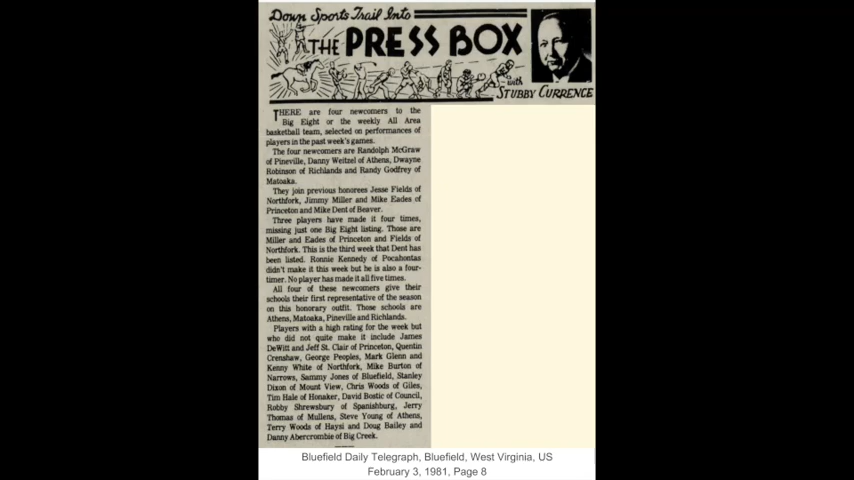 Down Sports Trail Into
THE PRESS BOX
with
STUBBY CURRENCE
THERE are four newcomers to the
Big Eight or the weekly All Area
basketball team, selected on performances of
players in the past week's games.
The four newcomers are Randolph McGraw
of Pineville, Danny Weitzel of Athens, Dwayne
Robinson of Richlands and Randy Godfrey of
Matoaka.
They join previous honorees Jesse Fields of
Northfork, Jimmy Miller and Mike Eades of
Princeton and Mike Dent of Beaver.
Three players have made it four times,
missing just one Big Eight listing. Those are
Miller and Eades of Princeton and Fields of
Northfork. This is the third week that Dent has
been listed. Ronnie Kennedy of Pocahontas
didn't make it this week but he is also a four-
timer. No player has made it all five times.
All four of these newcomers give their
schools their first representative of the season
on this honorary outfit. Those schools are
Athens, Matoaka, Pineville and Richlands.
Players with a high rating for the week but
who did not quite make it include James
DeWitt and Jeff St. Clair of Princeton, Quentin
Crenshaw, George Peoples, Mark Glenn and
Kenny White of Northfork, Mike Burton of
Narrows, Sammy Jones of Bluefield, Stanley
Dixon of Mount View, Chris Woods of Giles,
Tim Hale of Honaker, David Bostic of Council,
Robby Shrewsbury of Spanishburg, Jerry
Thomas of Mullens, Steve Young of Athens,
Terry Woods of Haysi and Doug Bailey and
Danny Abercrombie of Big Creek.
Bluefield Daily Telegraph, Bluefield, West Virginia, US
February 3, 1981, Page 8